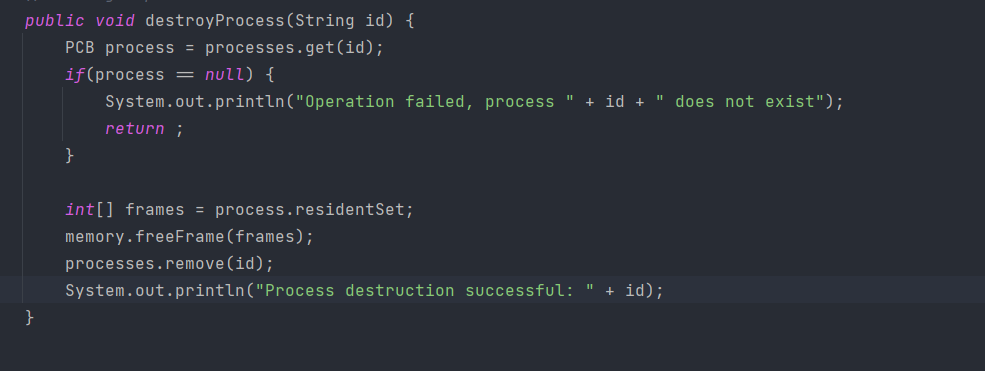 public void destroyProcess(String id) {
    PCB process = processes.get(id);
    if(process == null) {
        System.out.println("Operation failed, process " + id + " does not exist");
        return ;
    }

    int[] frames = process.residentSet;
    memory.freeFrame(frames);
    processes.remove(id);
    System.out.println("Process destruction successful: " + id);
}